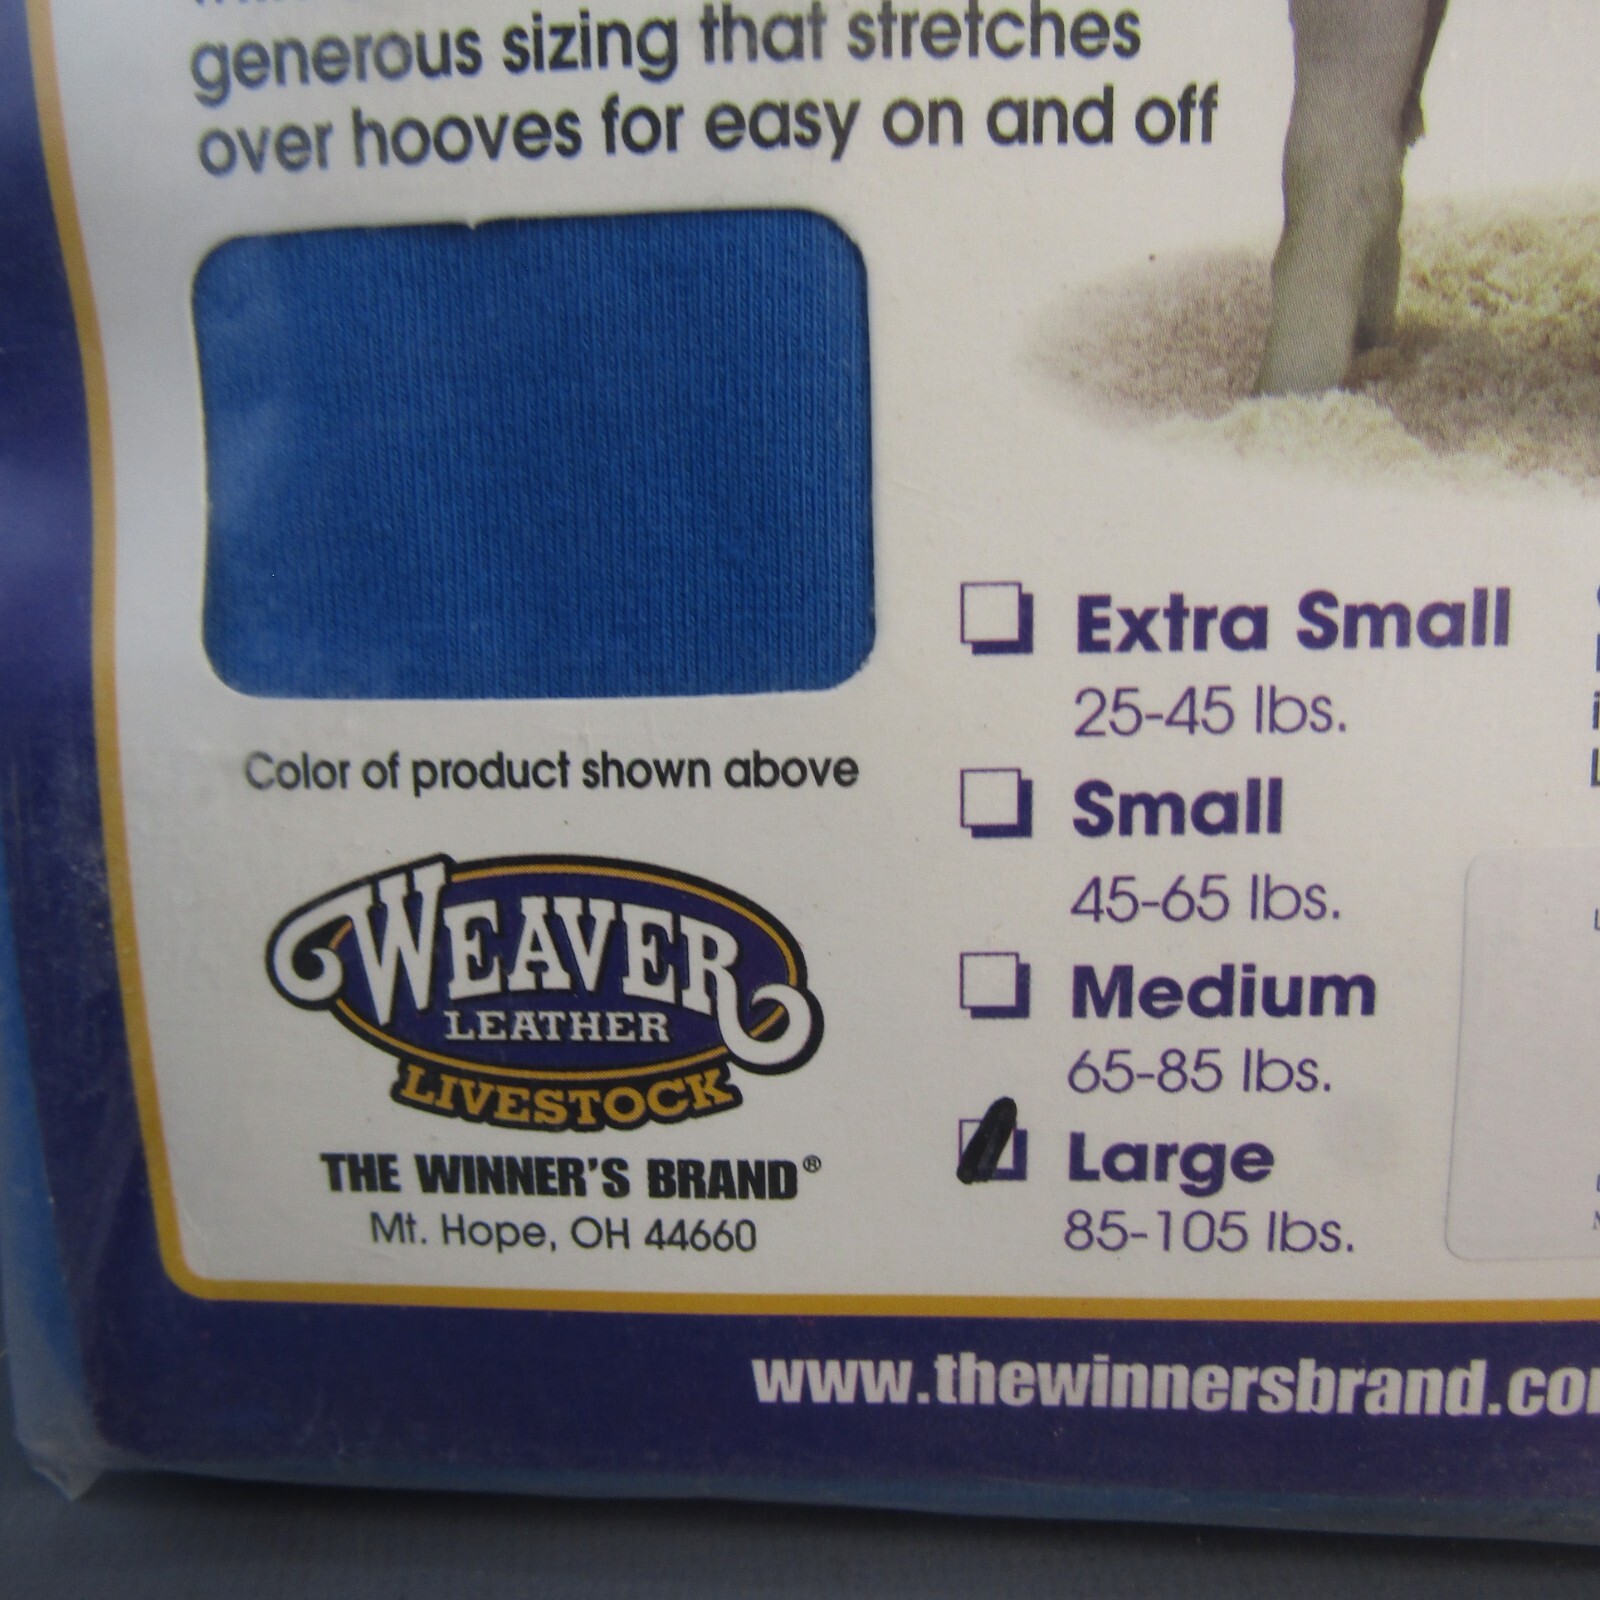 generous sizing that stretches
over hooves for easy on and off
Color of product shown above
WEAVER
LEATHER
LIVESTOCK
THE WINNER'S BRAND®
Mt. Hope, OH 44660
Extra Small
25-45 lbs.
Small
45-65 lbs.
Medium
65-85 lbs.
Large
85-105 lbs.
www.thewinnersbrand.co